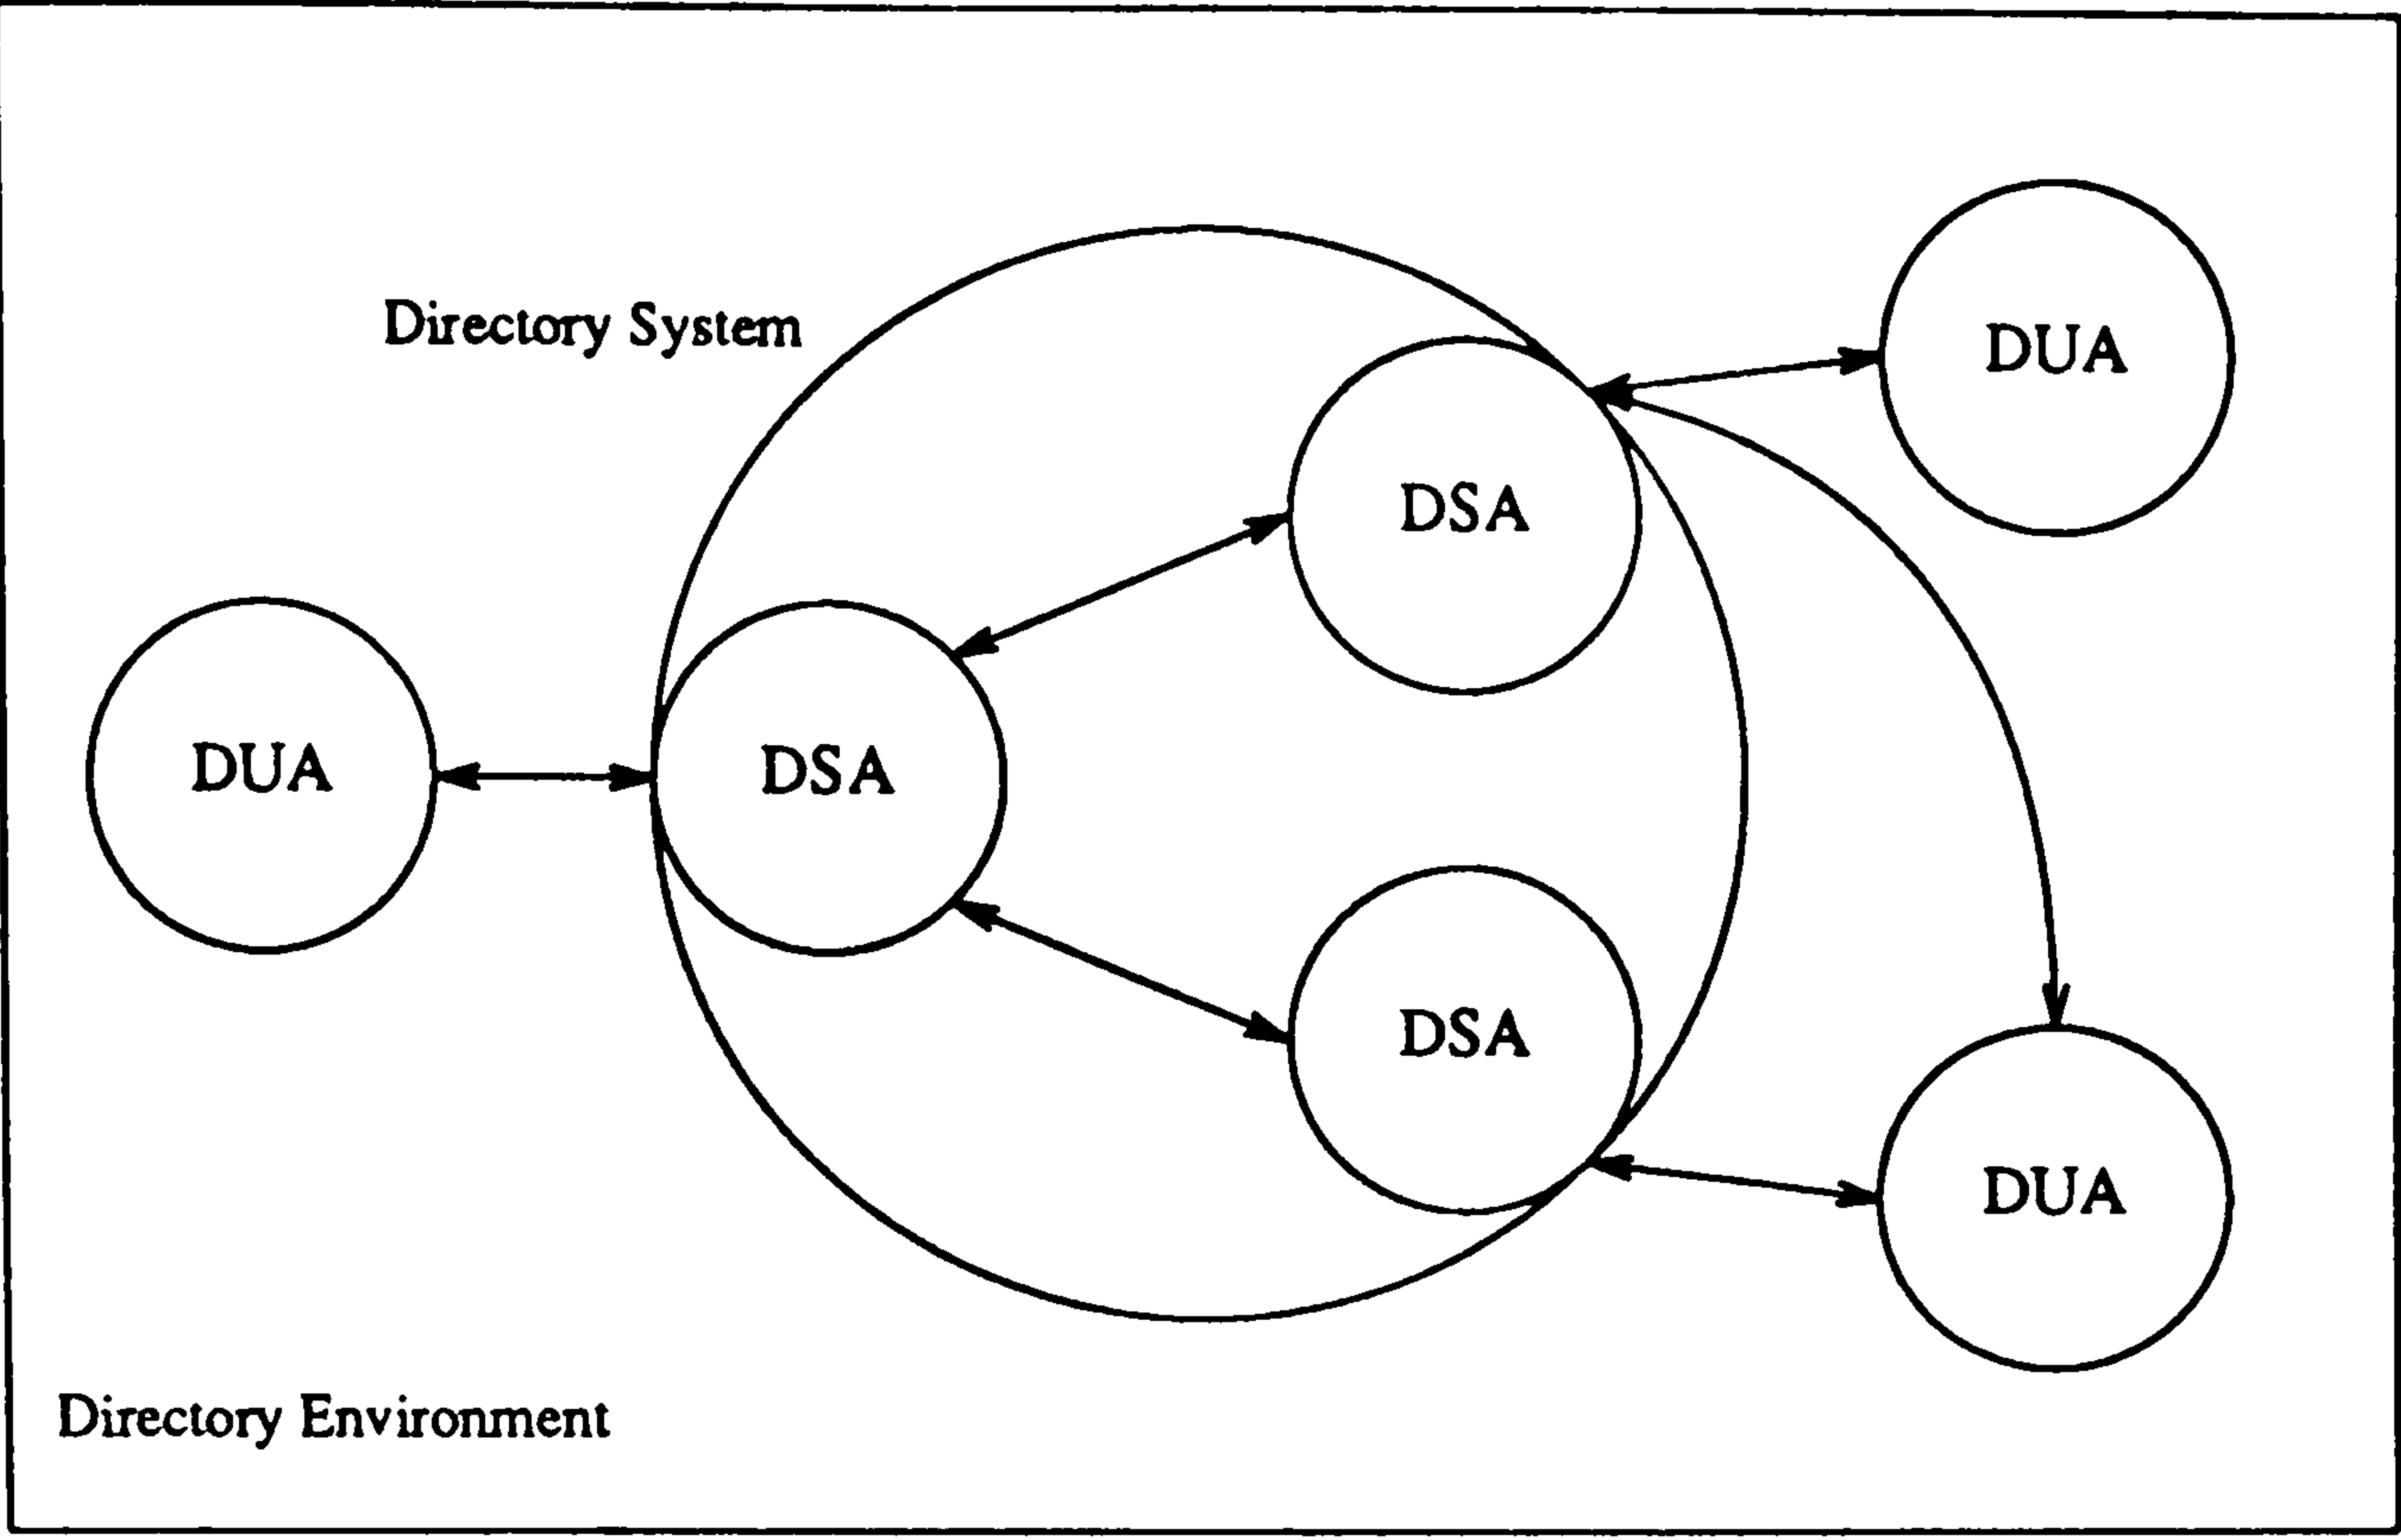 Directory System
DUA
DSA
DUA
DSA
DSA
DUA
Directory Environment